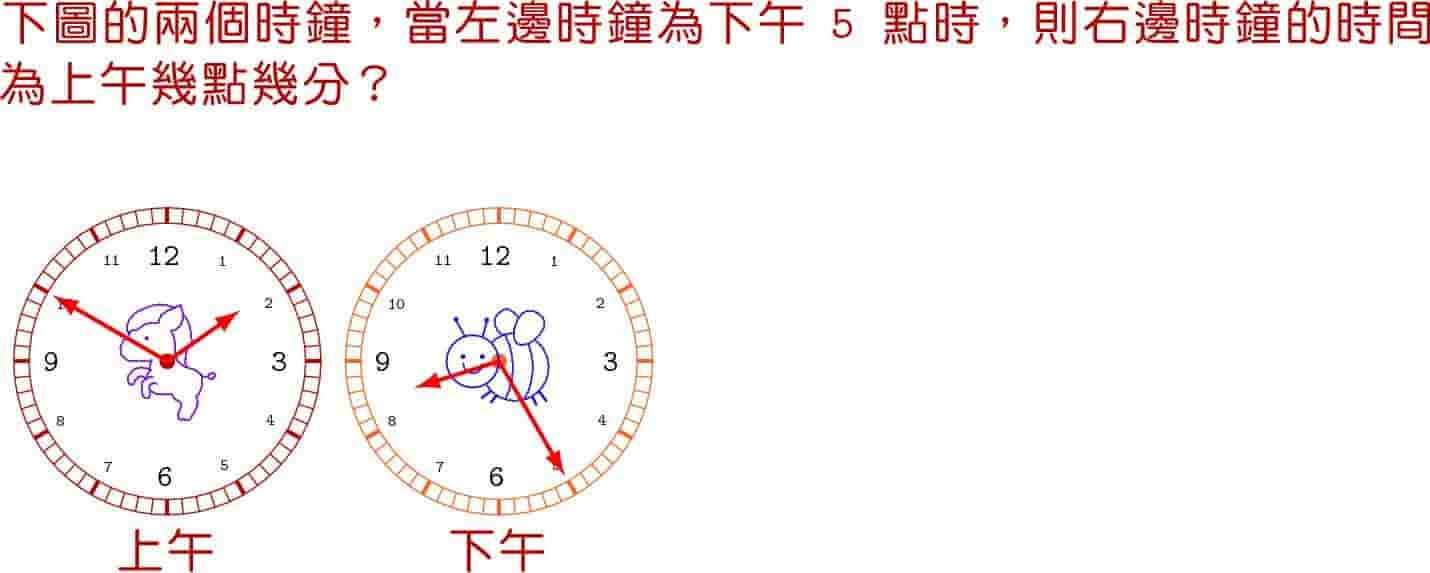 下圖的兩個時鐘，當左邊時鐘為下午 5 點時，則右邊時鐘的時間
為上午幾點幾分？
11 12 1 11 12 1
2 10 2
9 3 9 3
8 4 8 4
7 6 5 7 6
上午 下午